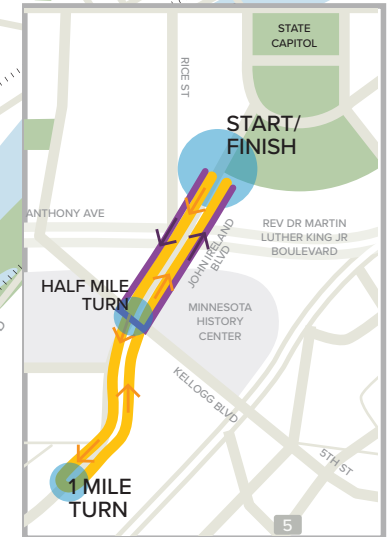 STATE
CAPITOL
RICE ST
START/
FINISH
ANTHONY AVE
JOHN IRELAND
BLVD
REV DR MARTIN
LUTHER KING JR
BOULEVARD
HALF MILE
TURN
MINNESOTA
HISTORY
CENTER
KELLOGG BLVD
5TH ST
1 MILE
TURN
5